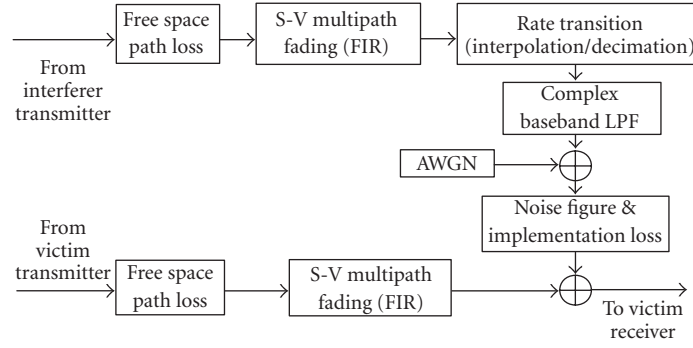 Free space
path loss
S-V multipath
fading (FIR)
Rate transition
(interpolation/decimation)
From
interferer
transmitter
Complex
baseband LPF
AWGN
Noise figure &
implementation loss
From
victim
transmitter
Free space
path loss
S-V multipath
fading (FIR)
To victim
receiver